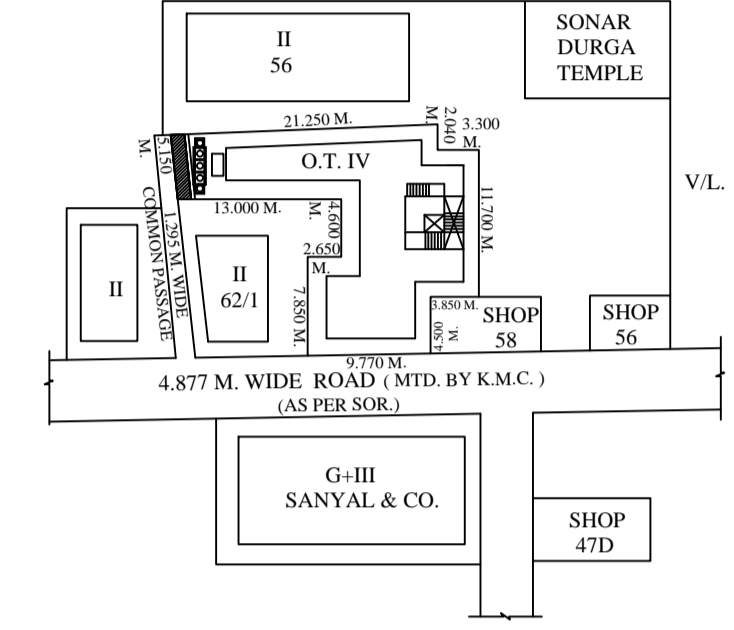 II
56
SONAR
DURGA
TEMPLE
21.250 M.
2.040
M.
3.300
M.
5.150
M.
O.T. IV
V/L.
13.000 M.
4.600
M.
11.700 M.
2.650
M.
1.295 M. WIDE
COMMON PASSAGE
II
II
62/1
7.850 M.
3.850 M.
4.500
M.
SHOP
58
SHOP
56
9.770 M.
4.877 M. WIDE ROAD ( MTD. BY K.M.C. )
(AS PER SOR.)
G+III
SANYAL & CO.
SHOP
47D